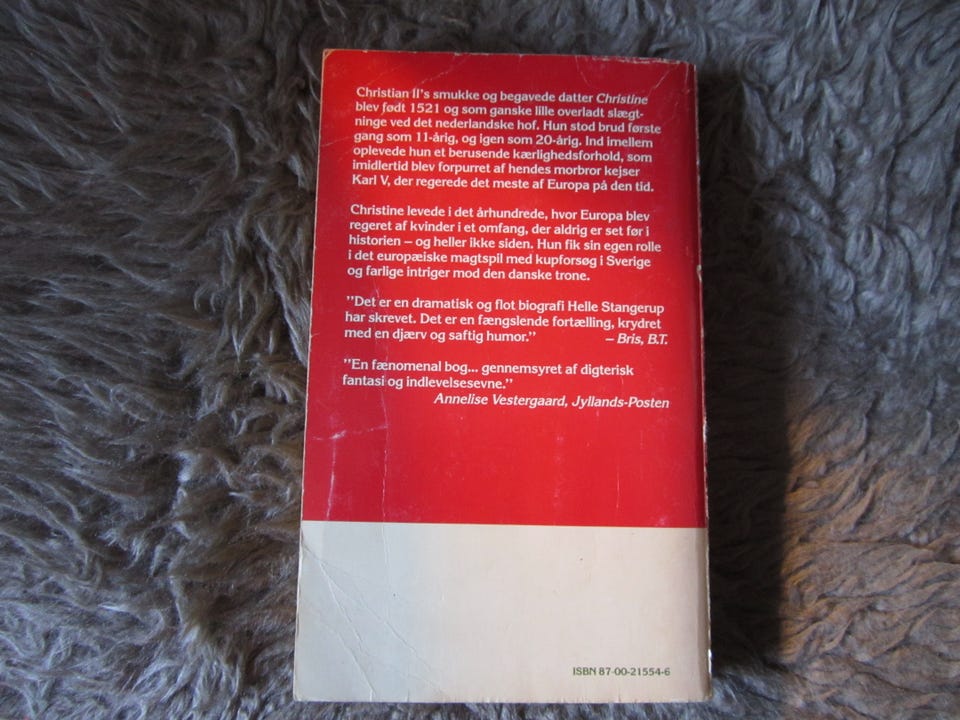 Christian II's smukke og begavede datter Christine
blev født 1521 og som ganske lille overladt slægt-
ninge ved det nederlandske hof. Hun stod brud første
gang som 11-årig, og igen som 20-årig. Ind imellem
oplevede hun et berusende kærlighedsforhold, som
imidlertid blev forpurret af hendes morbror kejser
Karl V, der regerede det meste af Europa på den tid.
Christine levede i det århundrede, hvor Europa blev
regeret af kvinder i et omfang, der aldrig er set før i
historien – og heller ikke siden. Hun fik sin egen rolle
i det europæiske magtspil med kupforsøg i Sverige
og farlige intriger mod den danske trone.
"Det er en dramatisk og flot biografi Helle Stangerup
har skrevet. Det er en fængslende fortælling, krydret
med en djærv og saftig humor." – Bris, B.T.
"En fænomenal bog... gennemsyret af digterisk
fantasi og indlevelsesevne."
Annelise Vestergaard, Jyllands-Posten
ISBN 87-00-21554-6